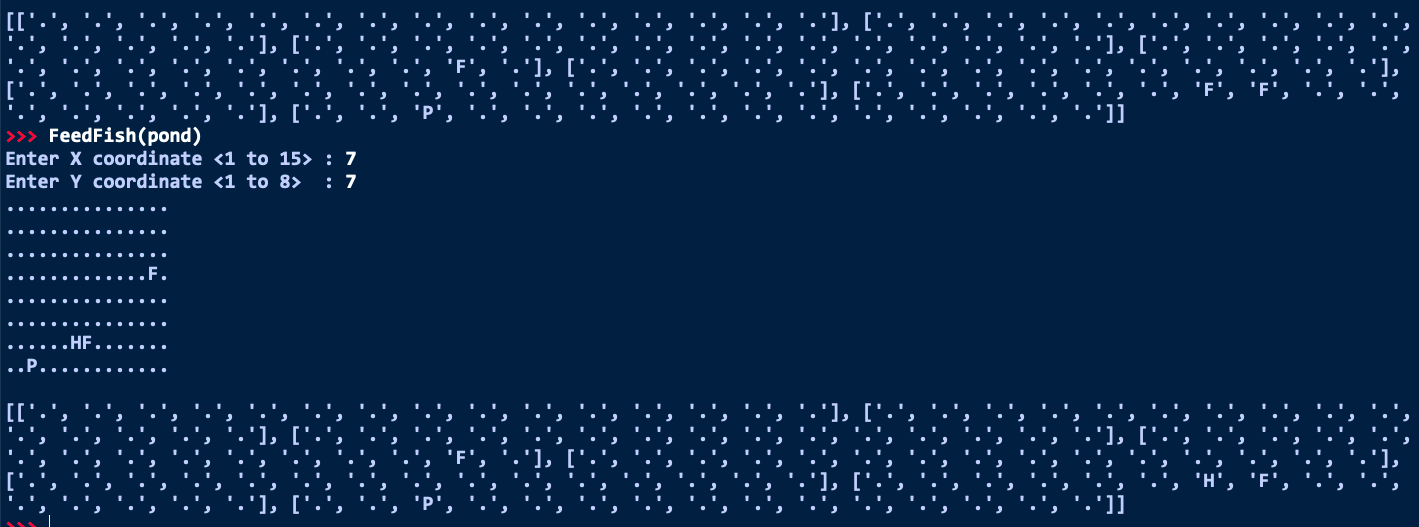 [['.', '.', '.', '.', '.', '.', '.', '.', '.', '.', '.', '.', '.', '.', '.'], ['.', '.', '.', '.', '.', '.', '.', '.', '.', '.',
'.', '.', '.', '.', '.'], ['.', '.', '.', '.', '.', '.', '.', '.', '.', '.', '.', '.', '.', '.', '.'], ['.', '.', '.', '.', '.',
'.', '.', '.', '.', '.', '.', '.', '.', 'F', '.'], ['.', '.', '.', '.', '.', '.', '.', '.', '.', '.', '.', '.', '.', '.', '.'],
['.', '.', '.', '.', '.', '.', '.', '.', '.', '.', '.', '.', '.', '.', '.'], ['.', '.', '.', '.', '.', '.', 'F', 'F', '.', '.',
'.', '.', '.', '.', '.'], ['.', '.', 'P', '.', '.', '.', '.', '.', '.', '.', '.', '.', '.', '.', '.']]
>>> FeedFish(pond)
Enter X coordinate <1 to 15> : 7
Enter Y coordinate <1 to 8>  : 7
...............
...............
...............
.............F.
...............
...............
......HF.......
..P............
[['.', '.', '.', '.', '.', '.', '.', '.', '.', '.', '.', '.', '.', '.', '.'], ['.', '.', '.', '.', '.', '.', '.', '.', '.', '.',
'.', '.', '.', '.', '.'], ['.', '.', '.', '.', '.', '.', '.', '.', '.', '.', '.', '.', '.', '.', '.'], ['.', '.', '.', '.', '.',
'.', '.', '.', '.', '.', '.', '.', '.', 'F', '.'], ['.', '.', '.', '.', '.', '.', '.', '.', '.', '.', '.', '.', '.', '.', '.'],
['.', '.', '.', '.', '.', '.', '.', '.', '.', '.', '.', '.', '.', '.', '.'], ['.', '.', '.', '.', '.', '.', 'H', 'F', '.', '.',
'.', '.', '.', '.', '.'], ['.', '.', 'P', '.', '.', '.', '.', '.', '.', '.', '.', '.', '.', '.', '.']]
>>>